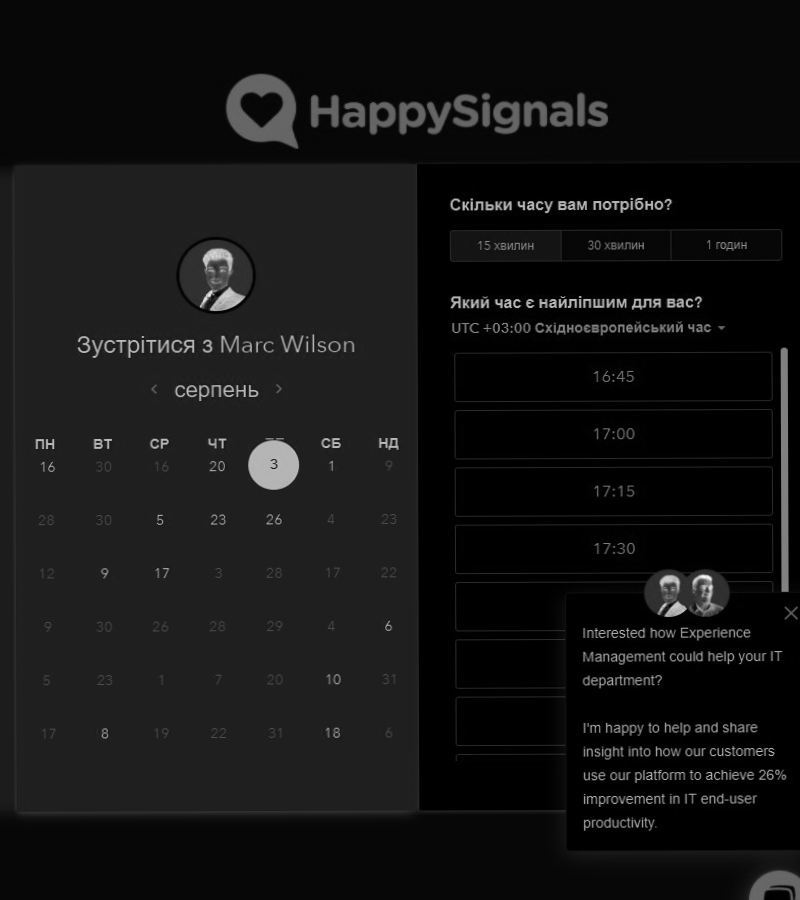 HappySignals
Зустрітися з Marc Wilson
серпень
ПН ВТ СР ЧТ СБ НД
16 30 16 20 3 1 9
28 30 5 23 26 4 23
12 9 17 3 28 17 22
9 30 26 28 29 4 6
5 23 1 7 20 10 31
17 8 19 22 31 18 6
Скільки часу вам потрібно?
15 хвилин 30 хвилин 1 годин
Який час є найліпшим для вас?
UTC +03:00 Східноєвропейський час
16:45
17:00
17:15
17:30
Interested how Experience
Management could help your IT
department?
I'm happy to help and share
insight into how our customers
use our platform to achieve 26%
improvement in IT end-user
productivity.